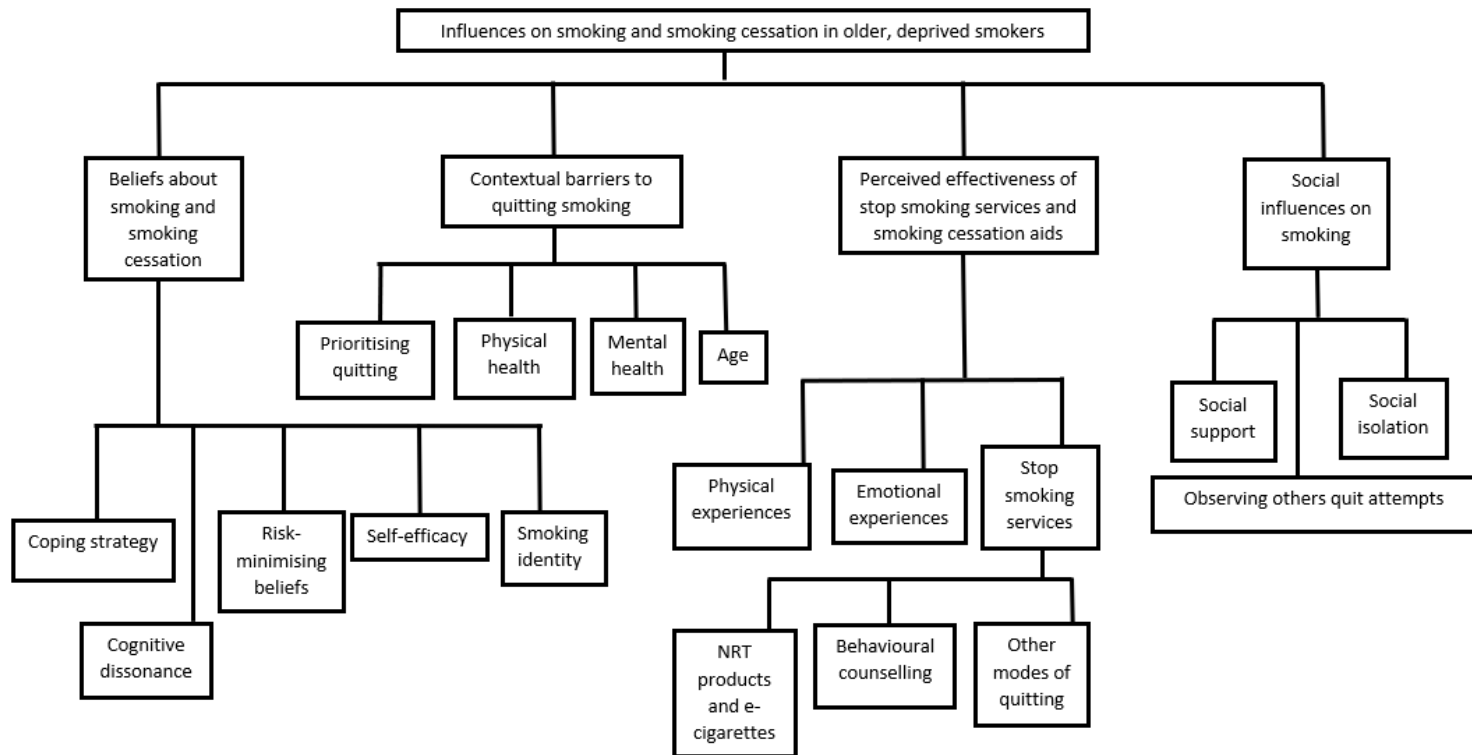 Influences on smoking and smoking cessation in older, deprived smokers
Beliefs about
smoking and
smoking
cessation
Contextual barriers to
quitting smoking
Perceived effectiveness of
stop smoking services and
smoking cessation aids
Social
influences on
smoking
Prioritising
quitting
Physical
health
Mental
health
Age
Social
support
Social
isolation
Observing others quit attempts
Physical
experiences
Emotional
experiences
Stop
smoking
services
Coping strategy
Cognitive
dissonance
Risk-
minimising
beliefs
Self-efficacy
Smoking
identity
NRT
products
and e-
cigarettes
Behavioural
counselling
Other
modes of
quitting